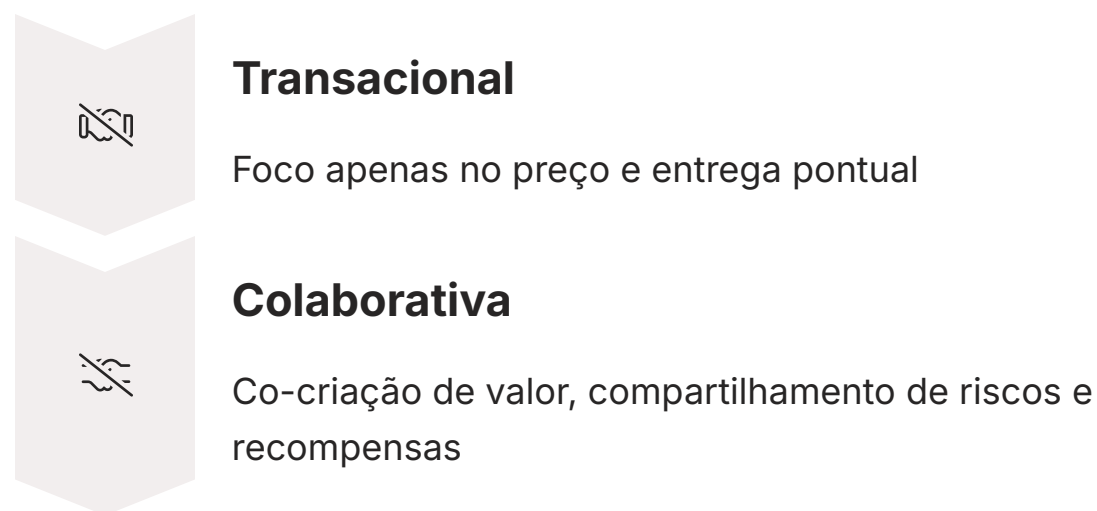 Transacional
Foco apenas no preço e entrega pontual
Colaborativa
Co-criação de valor, compartilhamento de riscos e
recompensas